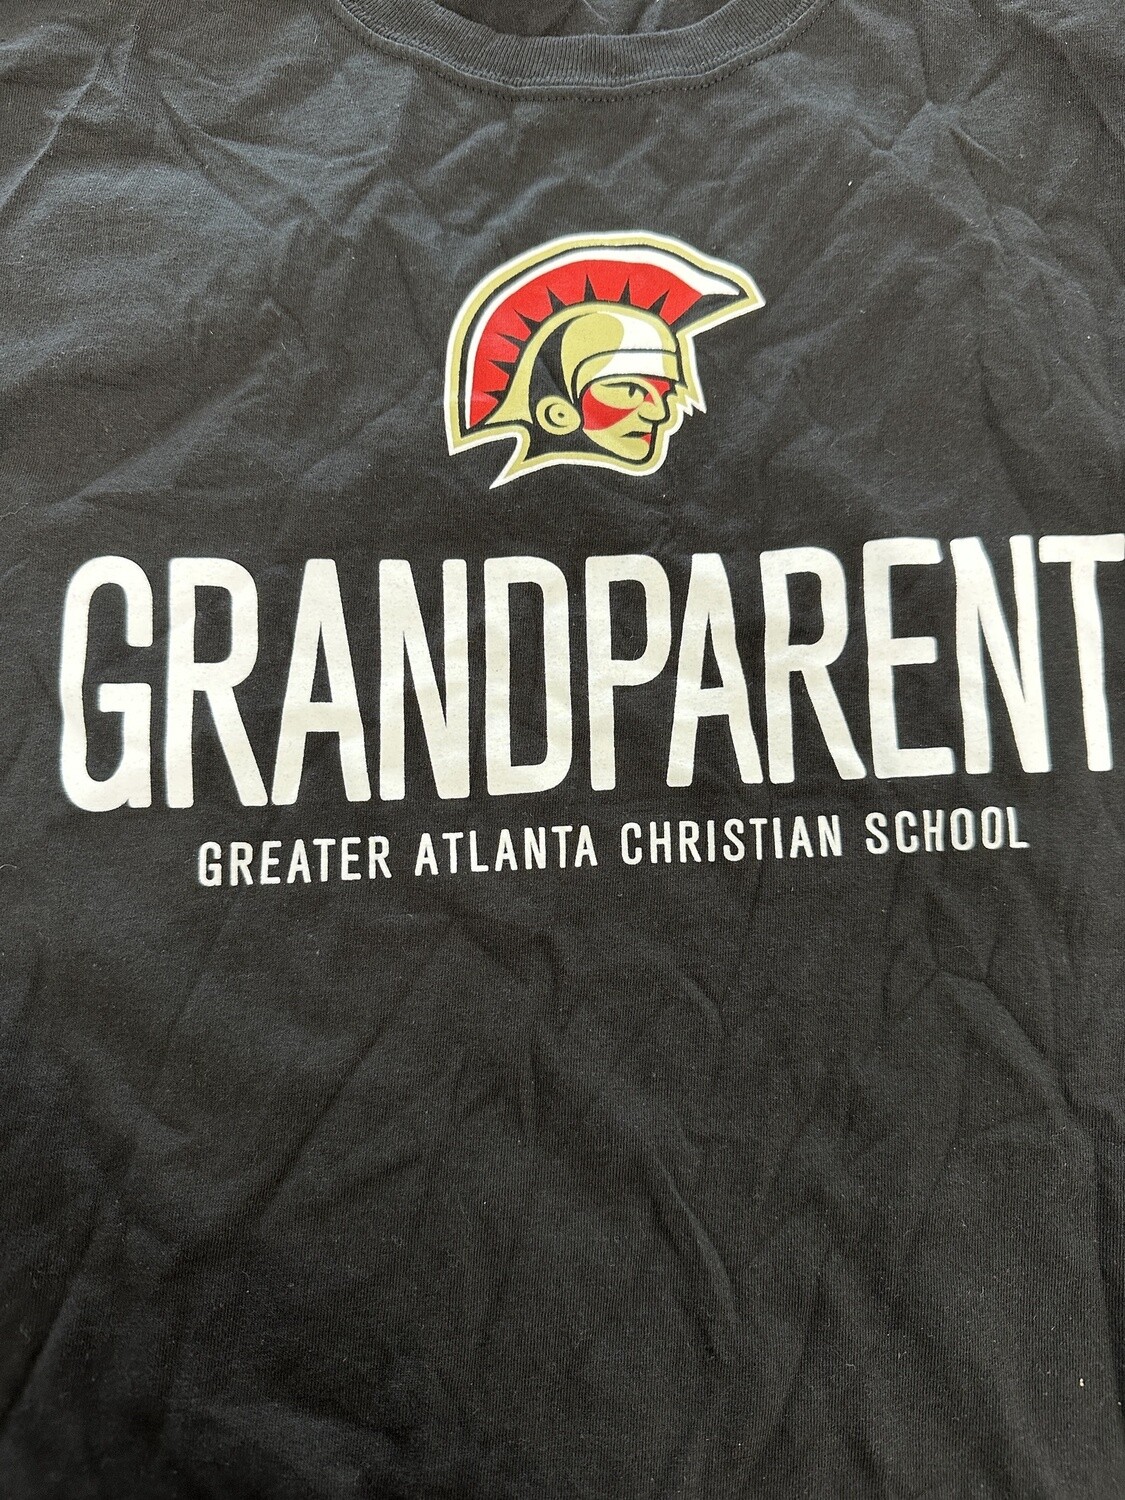 GRANDPARENT
GREATER ATLANTA CHRISTIAN SCHOOL